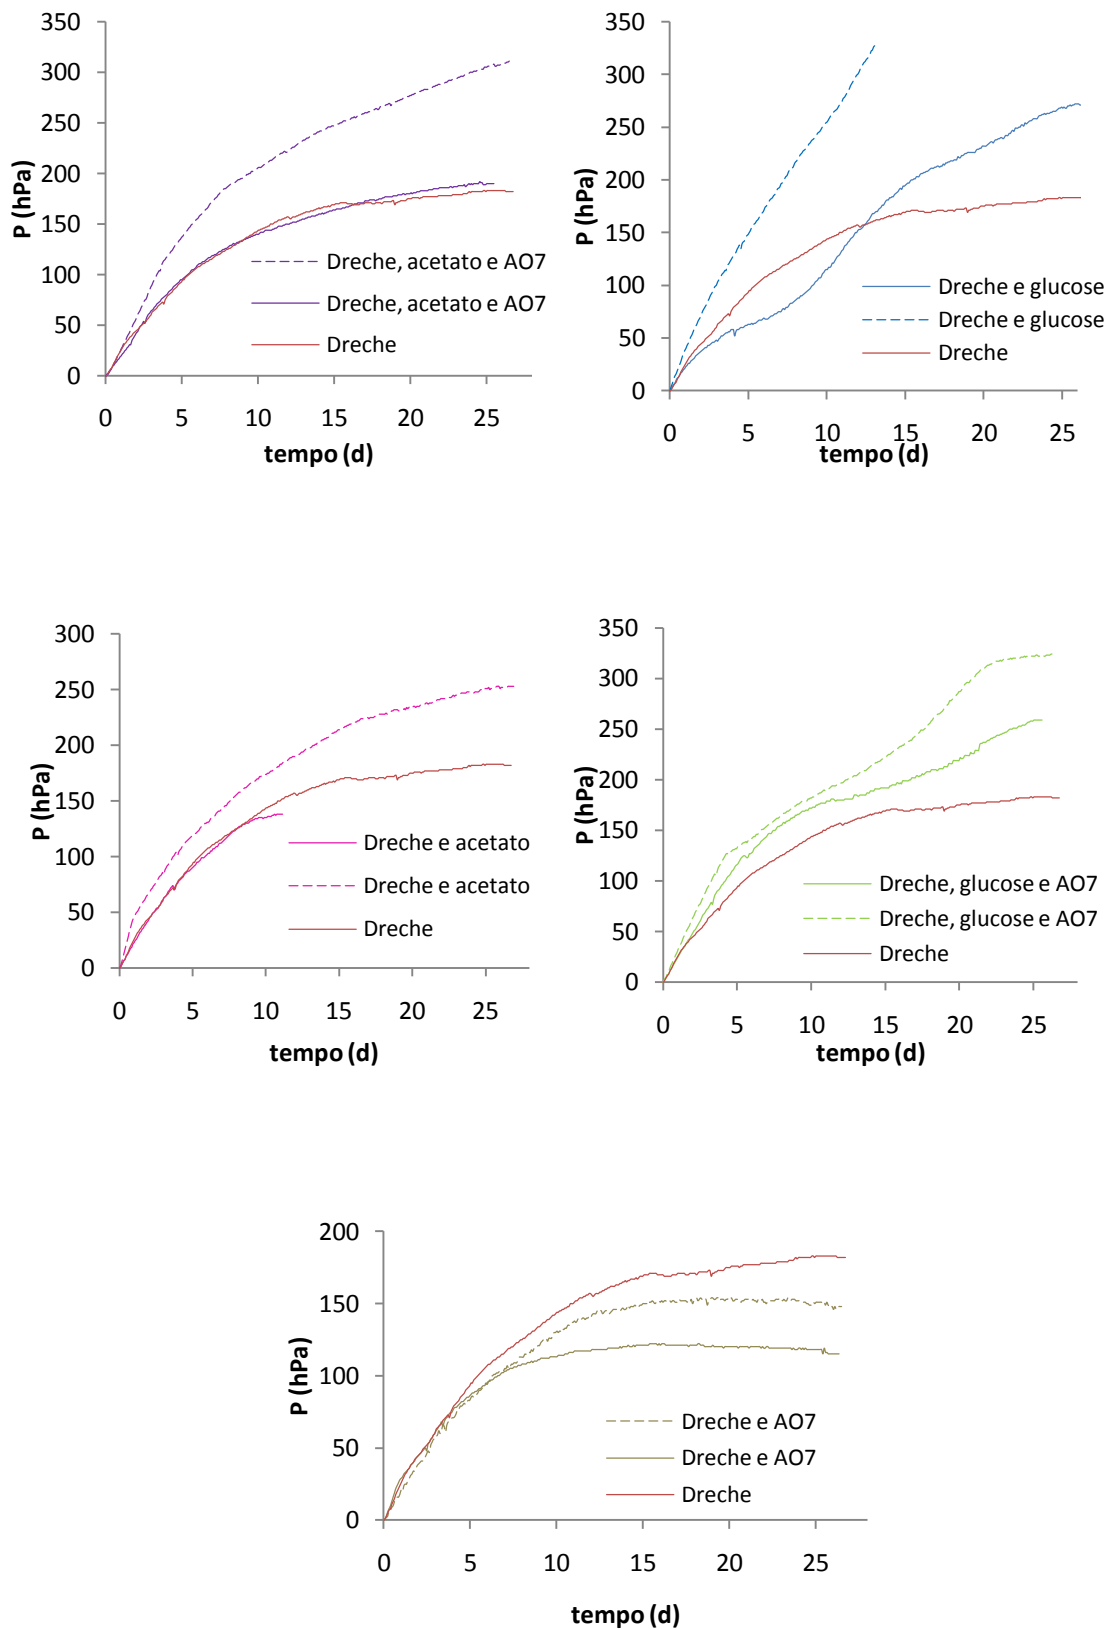 350
300
250
200
150
100
50
0
P (hPa)
0 5 10 15 20 25
tempo (d)
Dreche, acetato e AO7
Dreche, acetato e AO7
Dreche
350
300
250
200
150
100
50
0
P (hPa)
0 5 10 15 20 25
tempo (d)
Dreche e glucose
Dreche e glucose
Dreche
300
250
200
150
100
50
0
P (hPa)
0 5 10 15 20 25
tempo (d)
Dreche e acetato
Dreche e acetato
Dreche
350
300
250
200
150
100
50
0
P (hPa)
0 5 10 15 20 25
tempo (d)
Dreche, glucose e AO7
Dreche, glucose e AO7
Dreche
200
150
100
50
0
P (hPa)
0 5 10 15 20 25
tempo (d)
Dreche e AO7
Dreche e AO7
Dreche